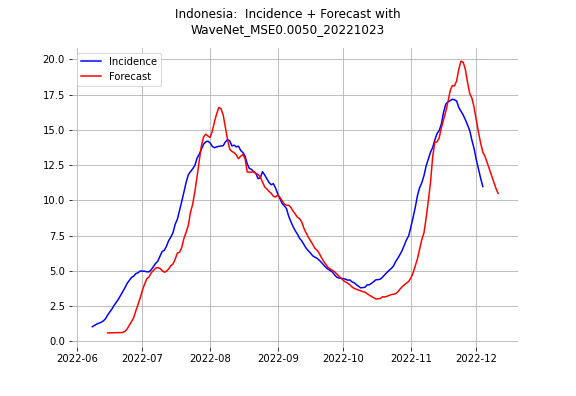 Indonesia:  Incidence + Forecast with
WaveNet_MSE0.0050_20221023
Incidence
Forecast
20.0
17.5
15.0
12.5
10.0
7.5
5.0
2.5
0.0
2022-06 2022-07 2022-08 2022-09 2022-10 2022-11 2022-12